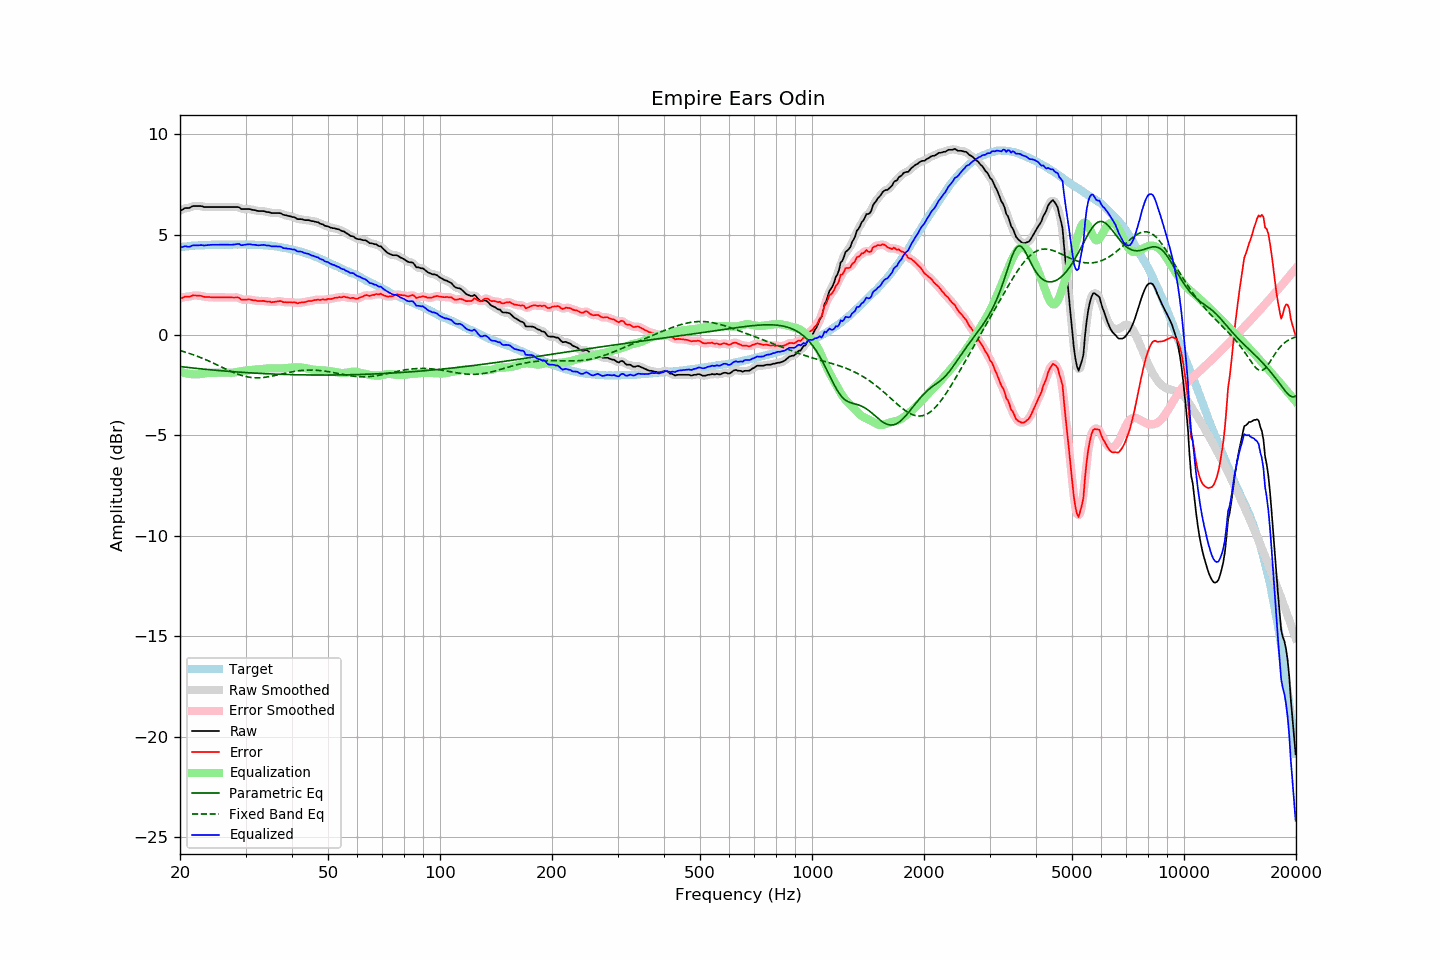 Empire Ears Odin
10
5
0
−5
−10
−15
−20
−25
Amplitude (dBr)
Target
Raw Smoothed
Error Smoothed
Raw
Error
Equalization
Parametric Eq
Fixed Band Eq
Equalized
20 50 100 200 500 1000 2000 5000 10000 20000
Frequency (Hz)